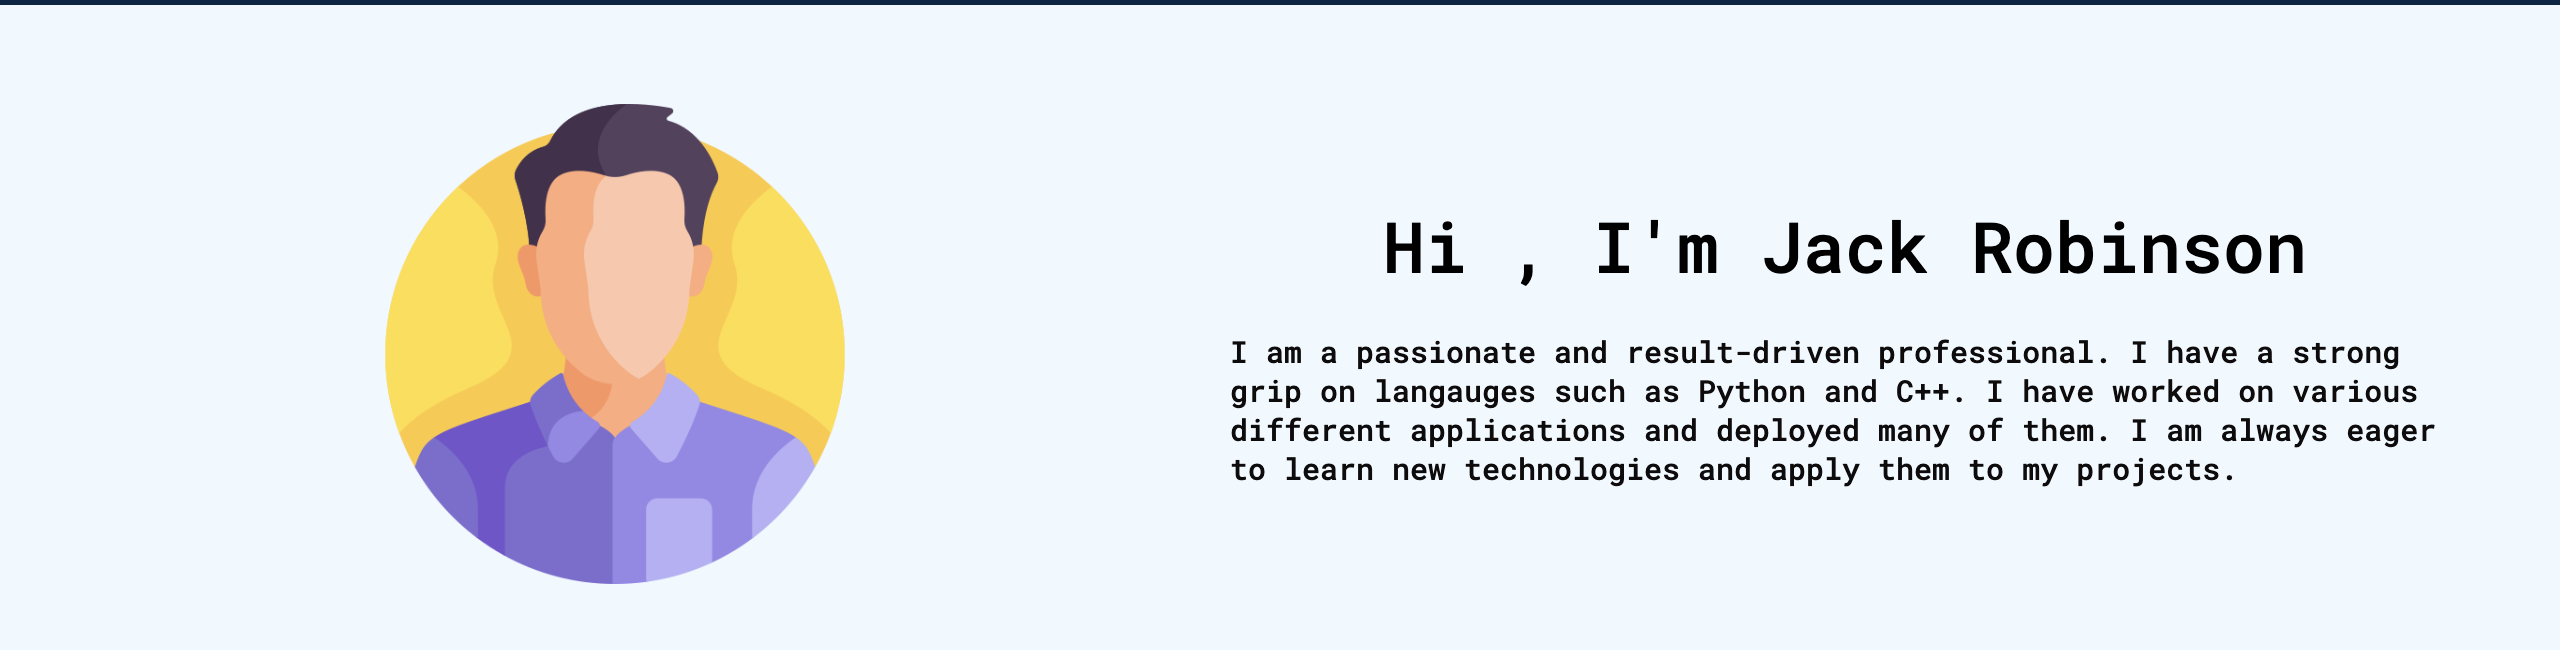 Hi , I'm Jack Robinson
I am a passionate and result-driven professional. I have a strong
grip on langauges such as Python and C++. I have worked on various
different applications and deployed many of them. I am always eager
to learn new technologies and apply them to my projects.